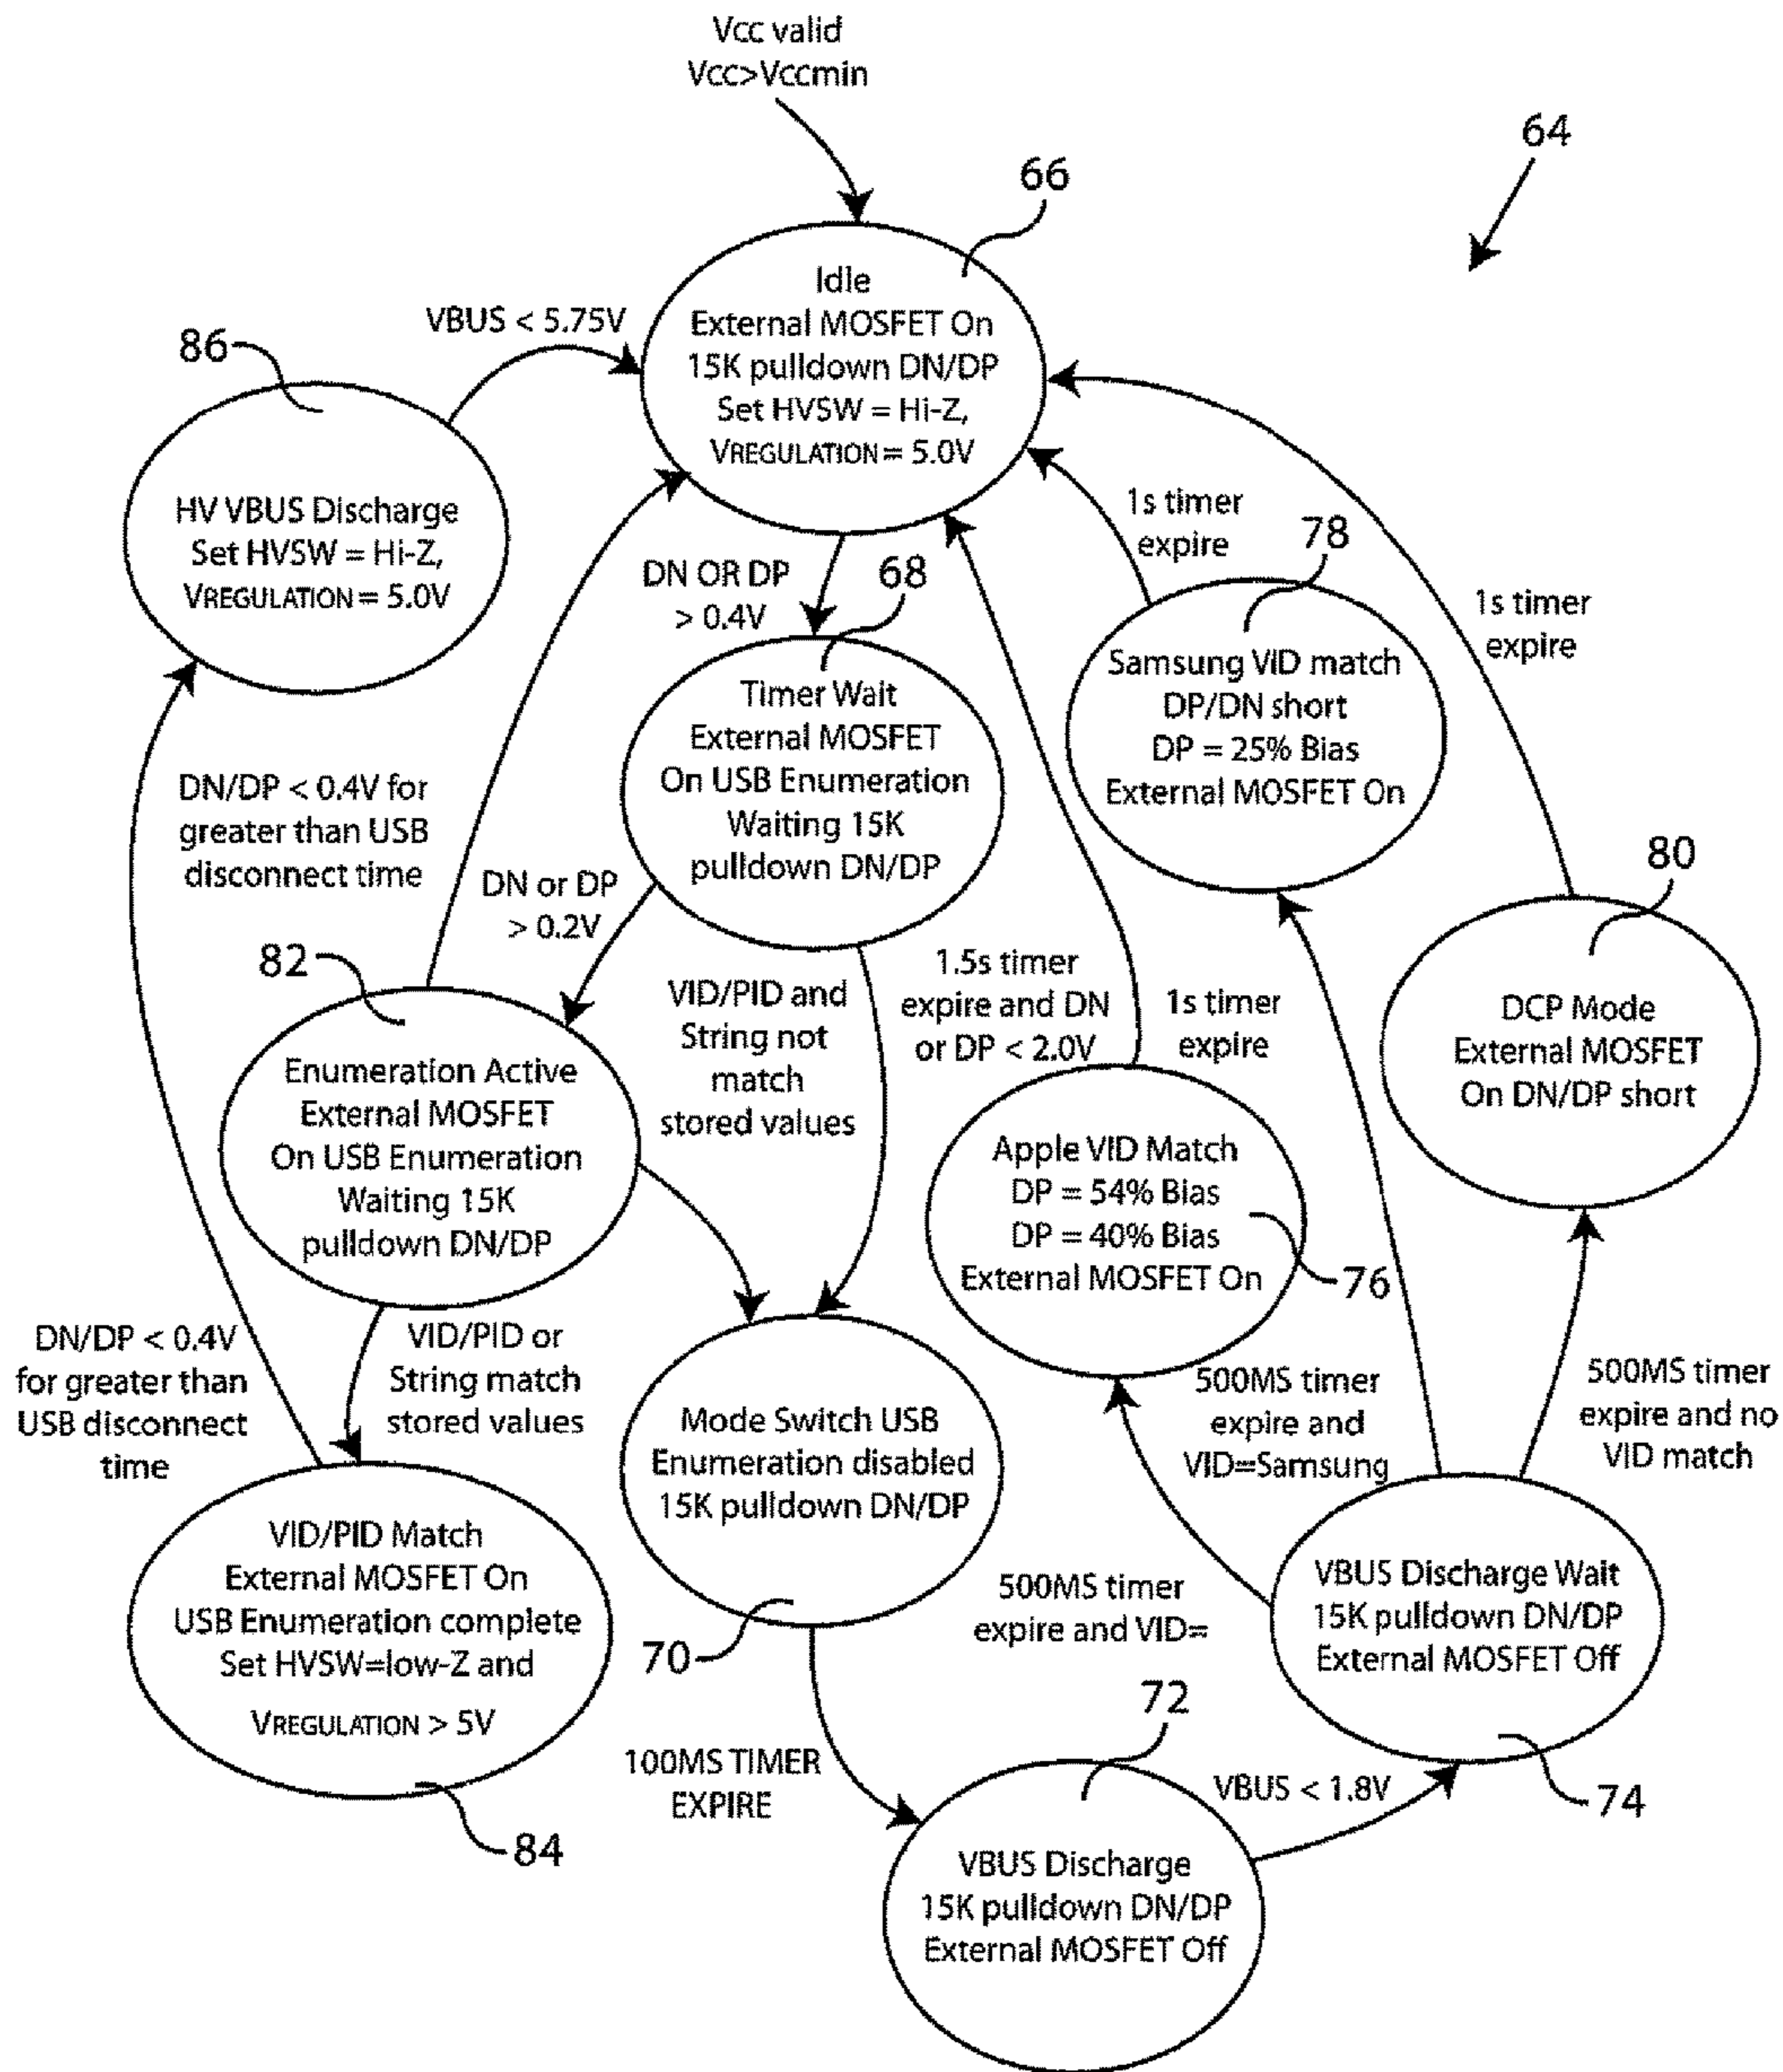 Vcc valid
Vcc>Vccmin
64
66
Idle
External MOSFET On
15K pulldown DN/DP
Set HVSW = Hi-Z,
VREGULATION = 5.0V
VBUS < 5.75V
86
HV VBUS Discharge
Set HVSW = Hi-Z,
VREGULATION = 5.0V
DN OR DP
> 0.4V
68
1s timer
expire
78
1s timer
expire
Timer Wait
External MOSFET
On USB Enumeration
Waiting 15K
pulldown DN/DP
Samsung VID match
DP/DN short
DP = 25% Bias
External MOSFET On
DN/DP < 0.4V for
greater than USB
disconnect time
DN or DP
> 0.2V
80
82
VID/PID and
String not
match
stored values
1.5s timer
expire and DN
or DP < 2.0V
1s timer
expire
DCP Mode
External MOSFET
On DN/DP short
Enumeration Active
External MOSFET
On USB Enumeration
Waiting 15K
pulldown DN/DP
Apple VID Match
DP = 54% Bias
DP = 40% Bias
External MOSFET On
76
DN/DP < 0.4V
for greater than
USB disconnect
time
VID/PID or
String match
stored values
Mode Switch USB
Enumeration disabled
15K pulldown DN/DP
70
500MS timer
expire and
VID=Samsung
500MS timer
expire and no
VID match
VID/PID Match
External MOSFET On
USB Enumeration complete
Set HVSW=low-Z and
VREGULATION > 5V
84
500MS timer
expire and VID=
VBUS Discharge Wait
15K pulldown DN/DP
External MOSFET Off
74
100MS TIMER
EXPIRE
72
VBUS < 1.8V
VBUS Discharge
15K pulldown DN/DP
External MOSFET Off